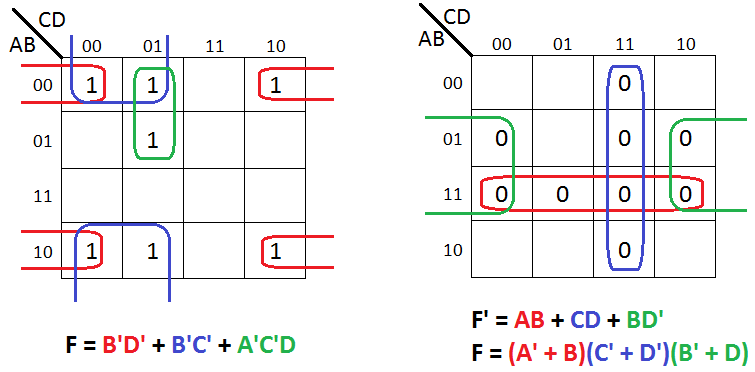 CD
AB 00 01 11 10
00 1 1 1
01 1
11
10 1 1 1
F = B'D' + B'C' + A'C'D
CD
AB 00 01 11 10
00 0
01 0 0 0
11 0 0 0 0
10 0
F' = AB + CD + BD'
F = (A' + B)(C' + D')(B' + D)